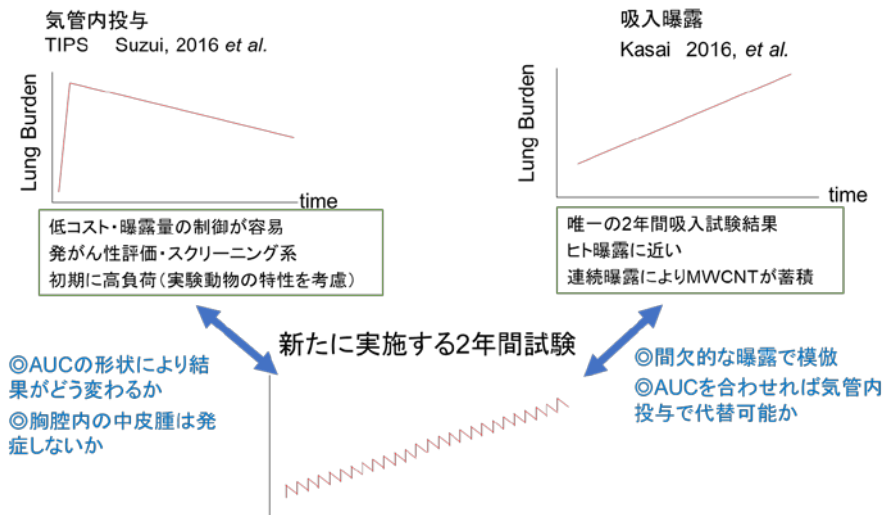 気管内投与
TIPS Suzui, 2016 et al.
Lung Burden
time
低コスト・曝露量の制御が容易
発がん性評価・スクリーニング系
初期に高負荷(実験動物の特性を考慮)
吸入曝露
Kasai 2016, et al.
Lung Burden
time
唯一の2年間吸入試験結果
ヒト曝露に近い
連続曝露によりMWCNTが蓄積
新たに実施する2年間試験
◎AUCの形状により結
果がどう変わるか
◎胸腔内の中皮腫は発
症しないか
◎間欠的な曝露で模倣
◎AUCを合わせれば気管内
投与で代替可能か